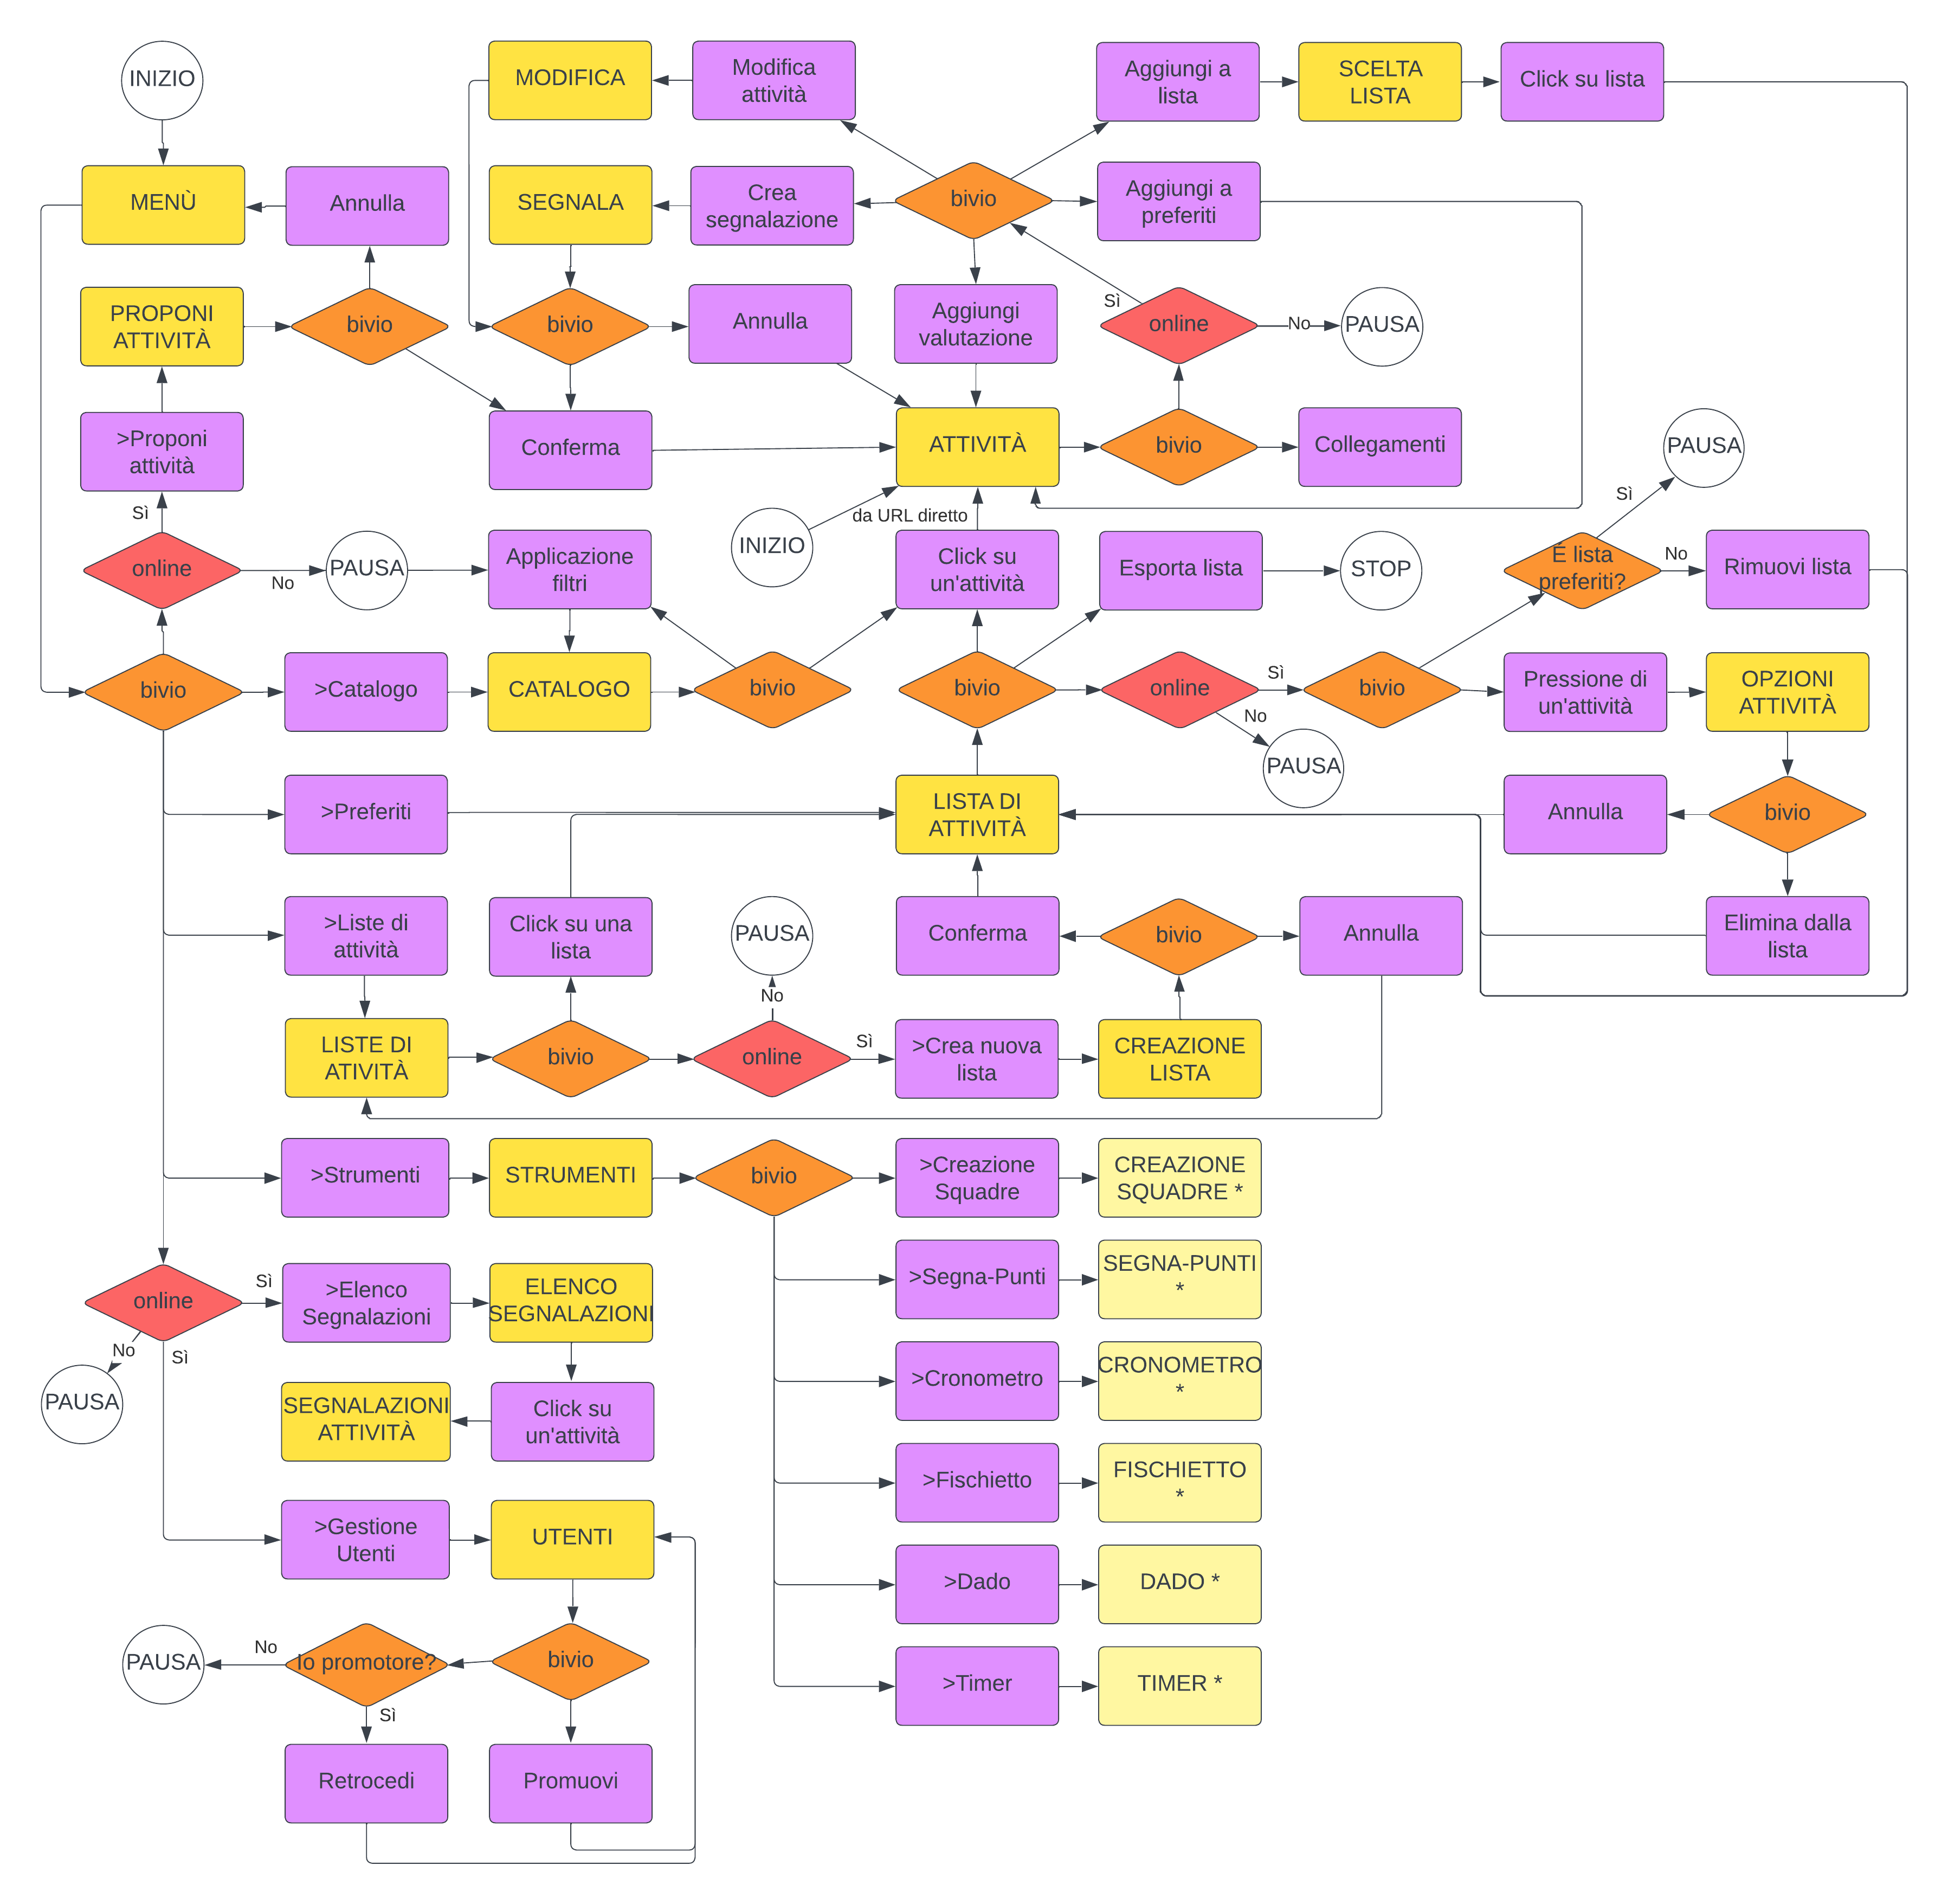 INIZIO
MODIFICA
Modifica
attività
Aggiungi a
lista
SCELTA
LISTA
Click su lista
MENÙ
Annulla
SEGNALA
Crea
segnalazione
bivio
Aggiungi a
preferiti
PROPONI
ATTIVITÀ
bivio
bivio
Annulla
Aggiungi
valutazione
Sì
online
No
PAUSA
>Proponi
attività
Conferma
ATTIVITÀ
bivio
Collegamenti
PAUSA
Sì
online
No
PAUSA
Applicazione
filtri
INIZIO
da URL diretto
Click su
un'attività
Esporta lista
STOP
Sì
É lista
preferiti?
No
Rimuovi lista
bivio
>Catalogo
CATALOGO
bivio
bivio
online
Sì
No
PAUSA
bivio
Pressione di
un'attività
OPZIONI
ATTIVITÀ
>Preferiti
LISTA DI
ATTIVITÀ
Annulla
bivio
>Liste di
attività
Click su una
lista
PAUSA
No
Conferma
bivio
Annulla
Elimina dalla
lista
LISTE DI
ATIVITÀ
bivio
online
Sì
>Crea nuova
lista
CREAZIONE
LISTA
>Strumenti
STRUMENTI
bivio
>Creazione
Squadre
CREAZIONE
SQUADRE *
>Segna-Punti
SEGNA-PUNTI
*
online
Sì
No
Sì
PAUSA
>Elenco
Segnalazioni
ELENCO
SEGNALAZIONI
>Cronometro
CRONOMETRO
*
SEGNALAZIONI
ATTIVITÀ
Click su
un'attività
>Fischietto
FISCHIETTO
*
>Gestione
Utenti
UTENTI
>Dado
DADO *
PAUSA
No
Io promotore?
Sì
bivio
>Timer
TIMER *
Retrocedi
Promuovi